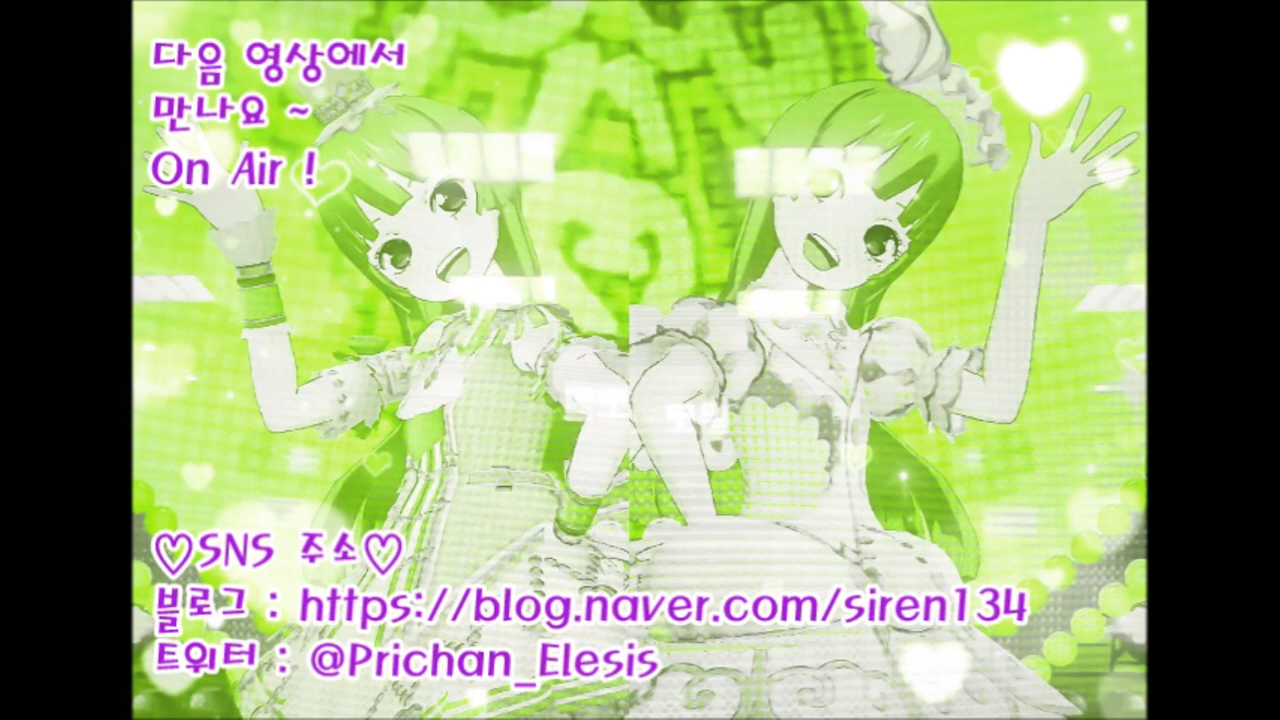 다음 영상에서
만나요 ~
On Air !
♡SNS 주소♡
블로그 : https://blog.naver.com/siren134
트위터 : @Prichan_Elesis